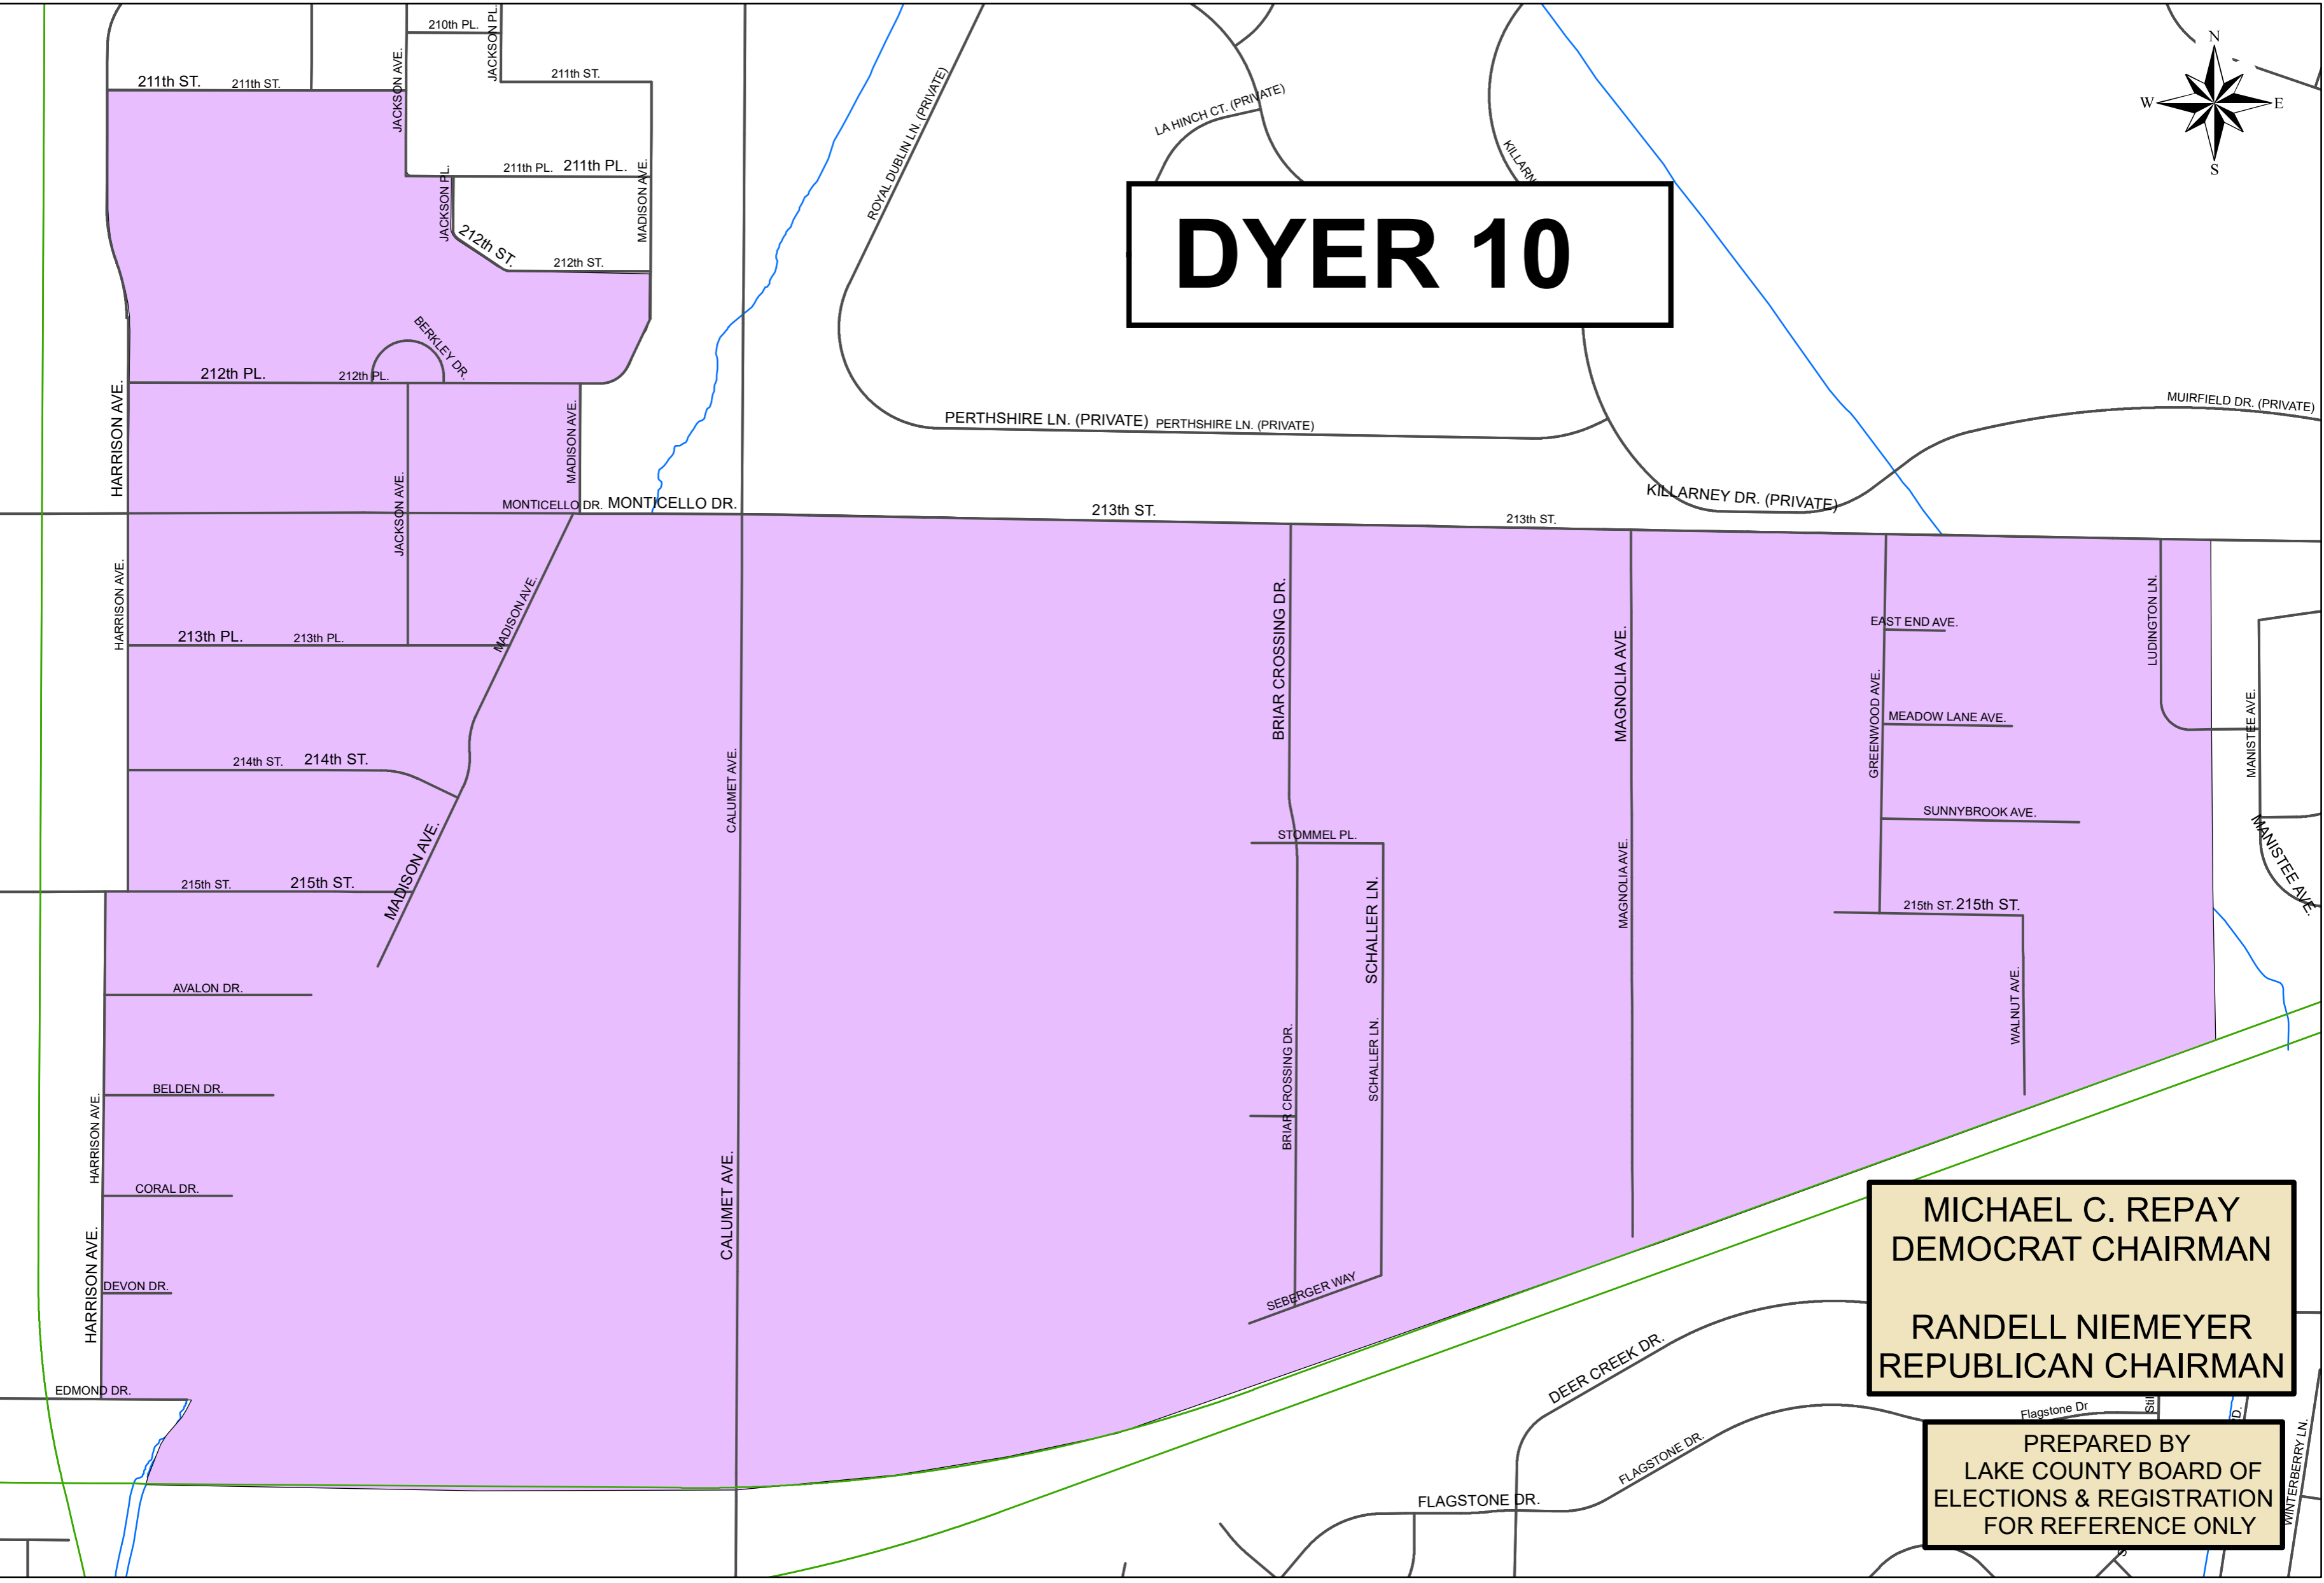 210th PL.
JACKSON PL.
JACKSON AVE.
211th ST.
211th ST.
211th ST.
N
W
E
S
ROYAL DUBLIN LN. (PRIVATE)
LA HINCH CT. (PRIVATE)
211th PL.
211th PL.
JACKSON PL.
MADISON AVE.
212th ST.
212th ST.
DYER 10
BERKLEY DR.
212th PL.
212th PL.
HARRISON AVE.
MADISON AVE.
PERTHSHIRE LN. (PRIVATE)
PERTHSHIRE LN. (PRIVATE)
MUIRFIELD DR. (PRIVATE)
KILLARNEY DR. (PRIVATE)
JACKSON AVE.
MONTICELLO DR.
MONTICELLO DR.
213th ST.
213th ST.
HARRISON AVE.
MADISON AVE.
213th PL.
213th PL.
BRIAR CROSSING DR.
MAGNOLIA AVE.
EAST END AVE.
LUDINGTON LN.
GREENWOOD AVE.
MEADOW LANE AVE.
MANISTEE AVE.
214th ST.
214th ST.
CALUMET AVE.
STOMMEL PL.
SUNNYBROOK AVE.
MANISTEE AVE.
MADISON AVE.
215th ST.
215th ST.
SCHALLER LN.
MAGNOLIA AVE.
215th ST.
215th ST.
AVALON DR.
WALNUT AVE.
BELDEN DR.
HARRISON AVE.
BRIAR CROSSING DR.
SCHALLER LN.
CORAL DR.
CALUMET AVE.
HARRISON AVE.
DEVON DR.
SEBERGER WAY
MICHAEL C. REPAY
DEMOCRAT CHAIRMAN
RANDELL NIEMEYER
REPUBLICAN CHAIRMAN
EDMOND DR.
DEER CREEK DR.
Flagstone Dr
FLAGSTONE DR.
FLAGSTONE DR.
WINTERBERRY LN.
PREPARED BY
LAKE COUNTY BOARD OF
ELECTIONS & REGISTRATION
FOR REFERENCE ONLY